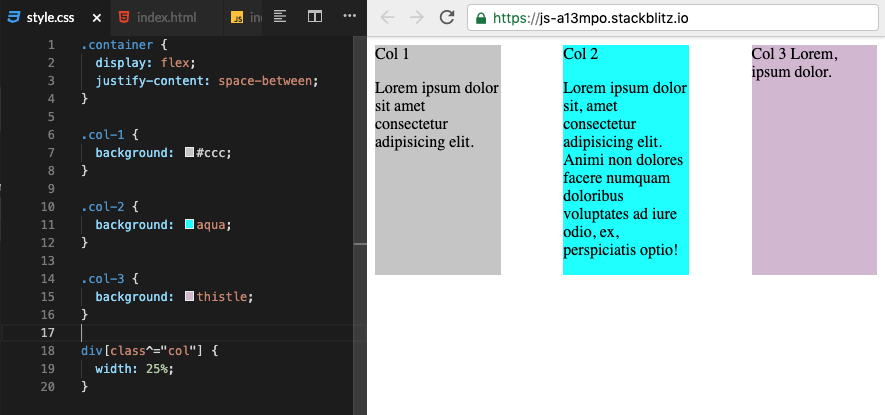 style.css
index.html
in
https://js-a13mpo.stackblitz.io
1 .container {
2 display: flex;
3 justify-content: space-between;
4 }
5
6 .col-1 {
7 background: #ccc;
8 }
9
10 .col-2 {
11 background: aqua;
12 }
13
14 .col-3 {
15 background: thistle;
16 }
17
18 div[class^="col"] {
19 width: 25%;
20 }
Col 1
Lorem ipsum dolor
sit amet
consectetur
adipisicing elit.
Col 2
Lorem ipsum dolor
sit, amet
consectetur
adipisicing elit.
Animi non dolores
facere numquam
doloribus
voluptates ad iure
odio, ex,
perspiciatis optio!
Col 3 Lorem,
ipsum dolor.